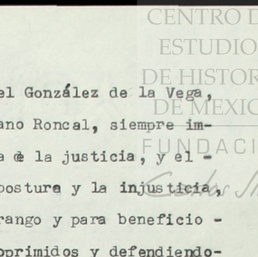 CENTRO D
ESTUDIO
DE HISTOR
DE MEXIC
FUNDACI
el González de la Vega,
ano Roncal, siempre im-
a de la justicia, y el -
postura y la injusticia,
rango y para beneficio -
oprimidos y defendiendo-